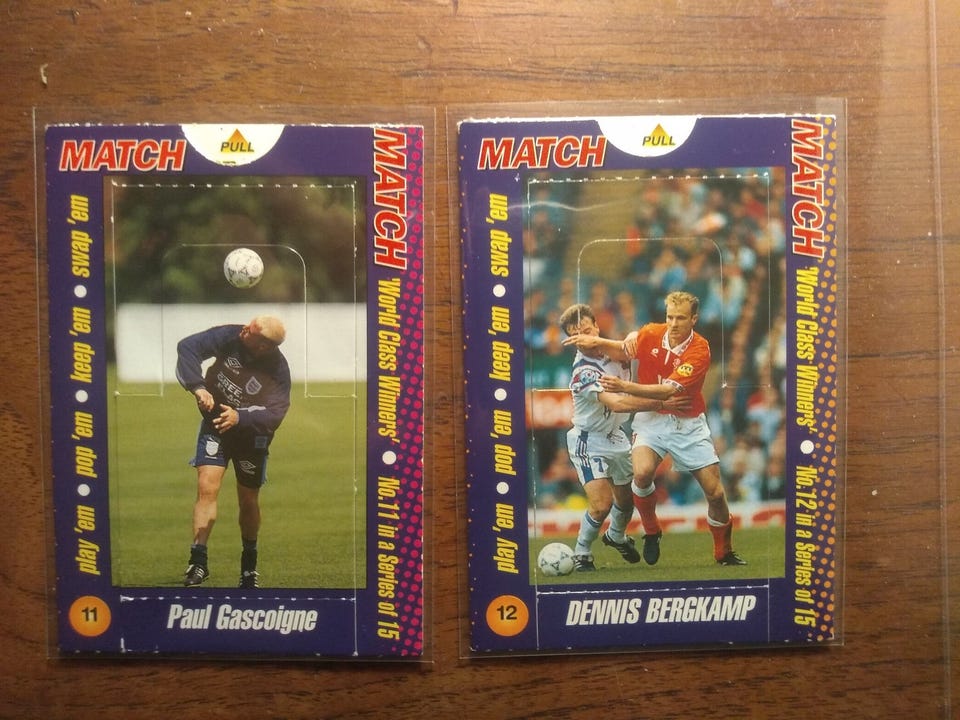 MATCH
PULL
MATCH 'World Class Winners' • No.11 in a Series of 15
play 'em • pop 'em • keep 'em • swap 'em
11
Paul Gascoigne
MATCH
PULL
MATCH 'World Class Winners' • No.12 in a Series of 15
play 'em • pop 'em • keep 'em • swap 'em
7
12
DENNIS BERGKAMP